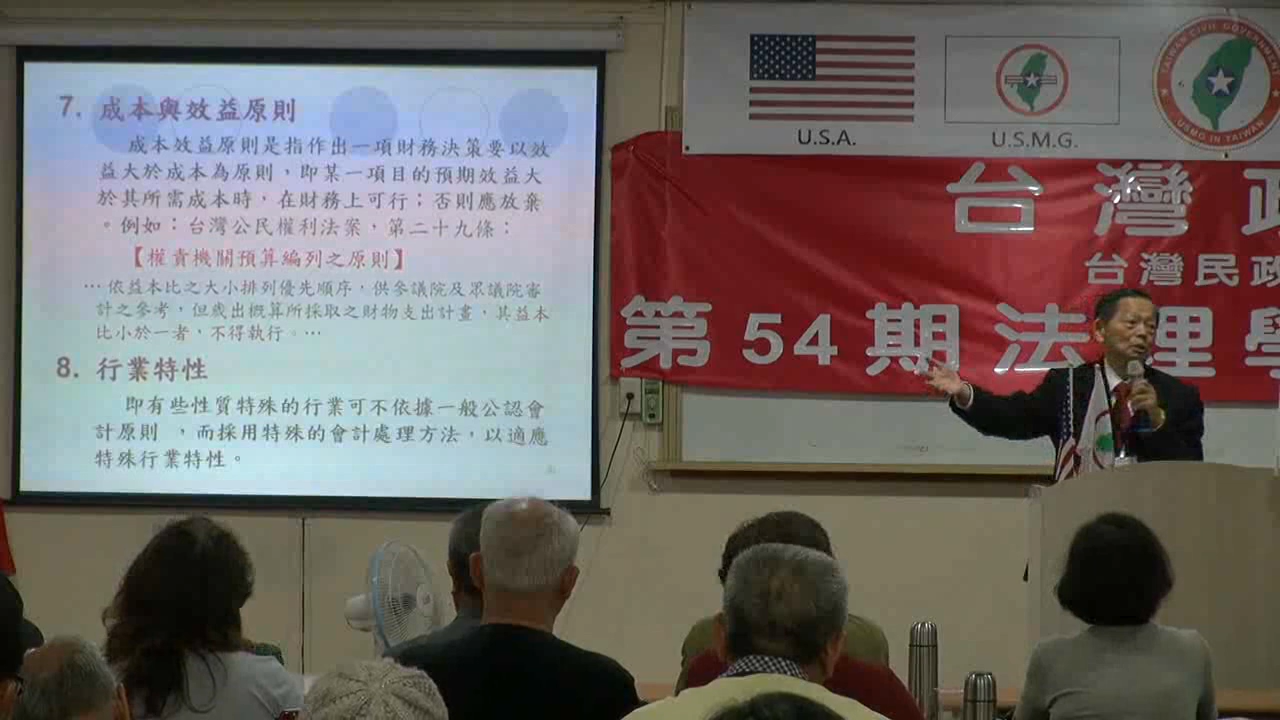 7. 成本與效益原則
成本效益原則是指作出一項財務決策要以效
益大於成本為原則，即某一項目的預期效益大
於其所需成本時，在財務上可行；否則應放棄
。例如：台灣公民權利法案，第二十九條：
【權責機關預算編列之原則】
…依益本比之大小排列優先順序，供參議院及眾議院審
計之參考，但歲出概算所採取之財物支出計畫，其益本
比小於一者，不得執行。…
8. 行業特性
即有些性質特殊的行業可不依據一般公認會
計原則 ，而採用特殊的會計處理方法，以適應
特殊行業特性。
U.S.A.
U.S.M.G.
TAIWAN CIVIL GOVERNMENT
USMG IN TAIWAN
台灣政
台灣民政
第54期法理學